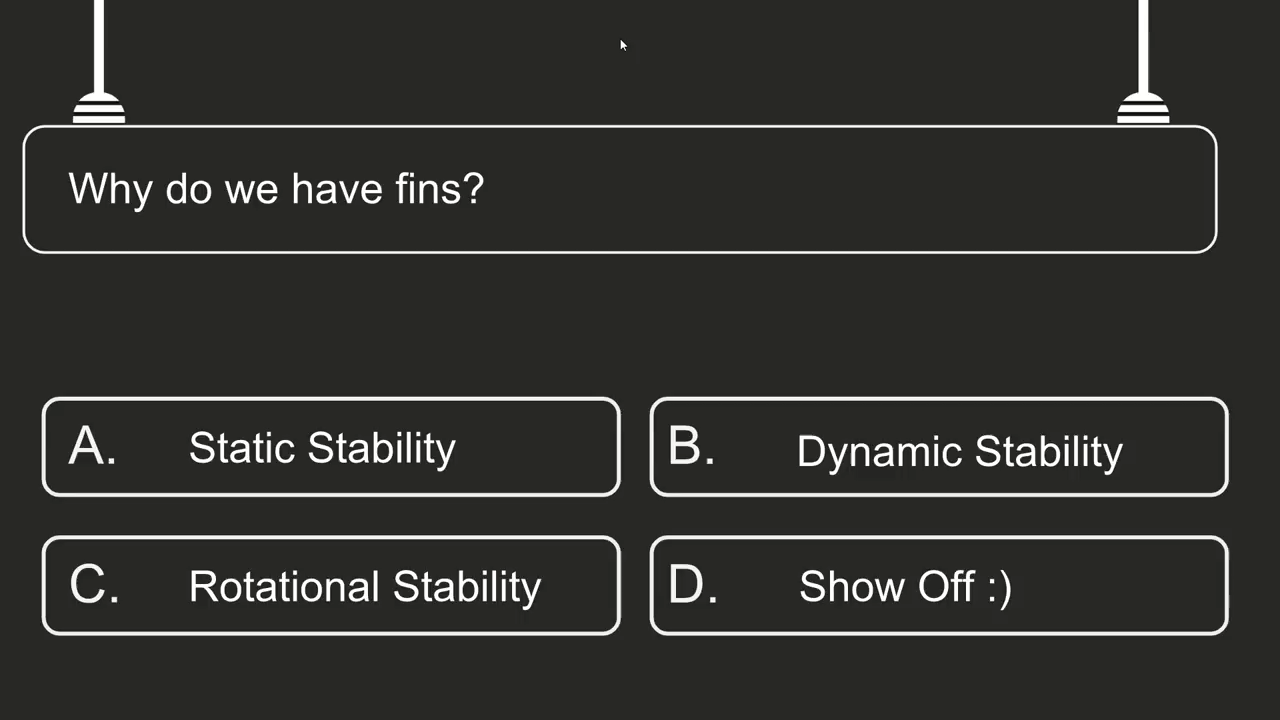 Why do we have fins?
A. Static Stability
B. Dynamic Stability
C. Rotational Stability
D. Show Off :)